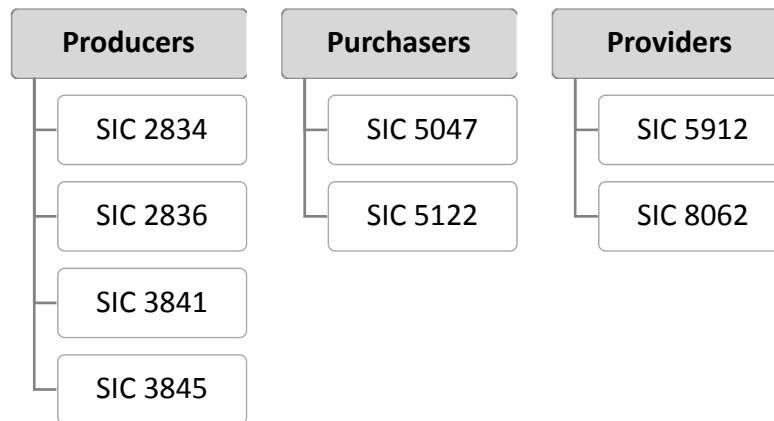 Producers
SIC 2834
SIC 2836
SIC 3841
SIC 3845
Purchasers
SIC 5047
SIC 5122
Providers
SIC 5912
SIC 8062